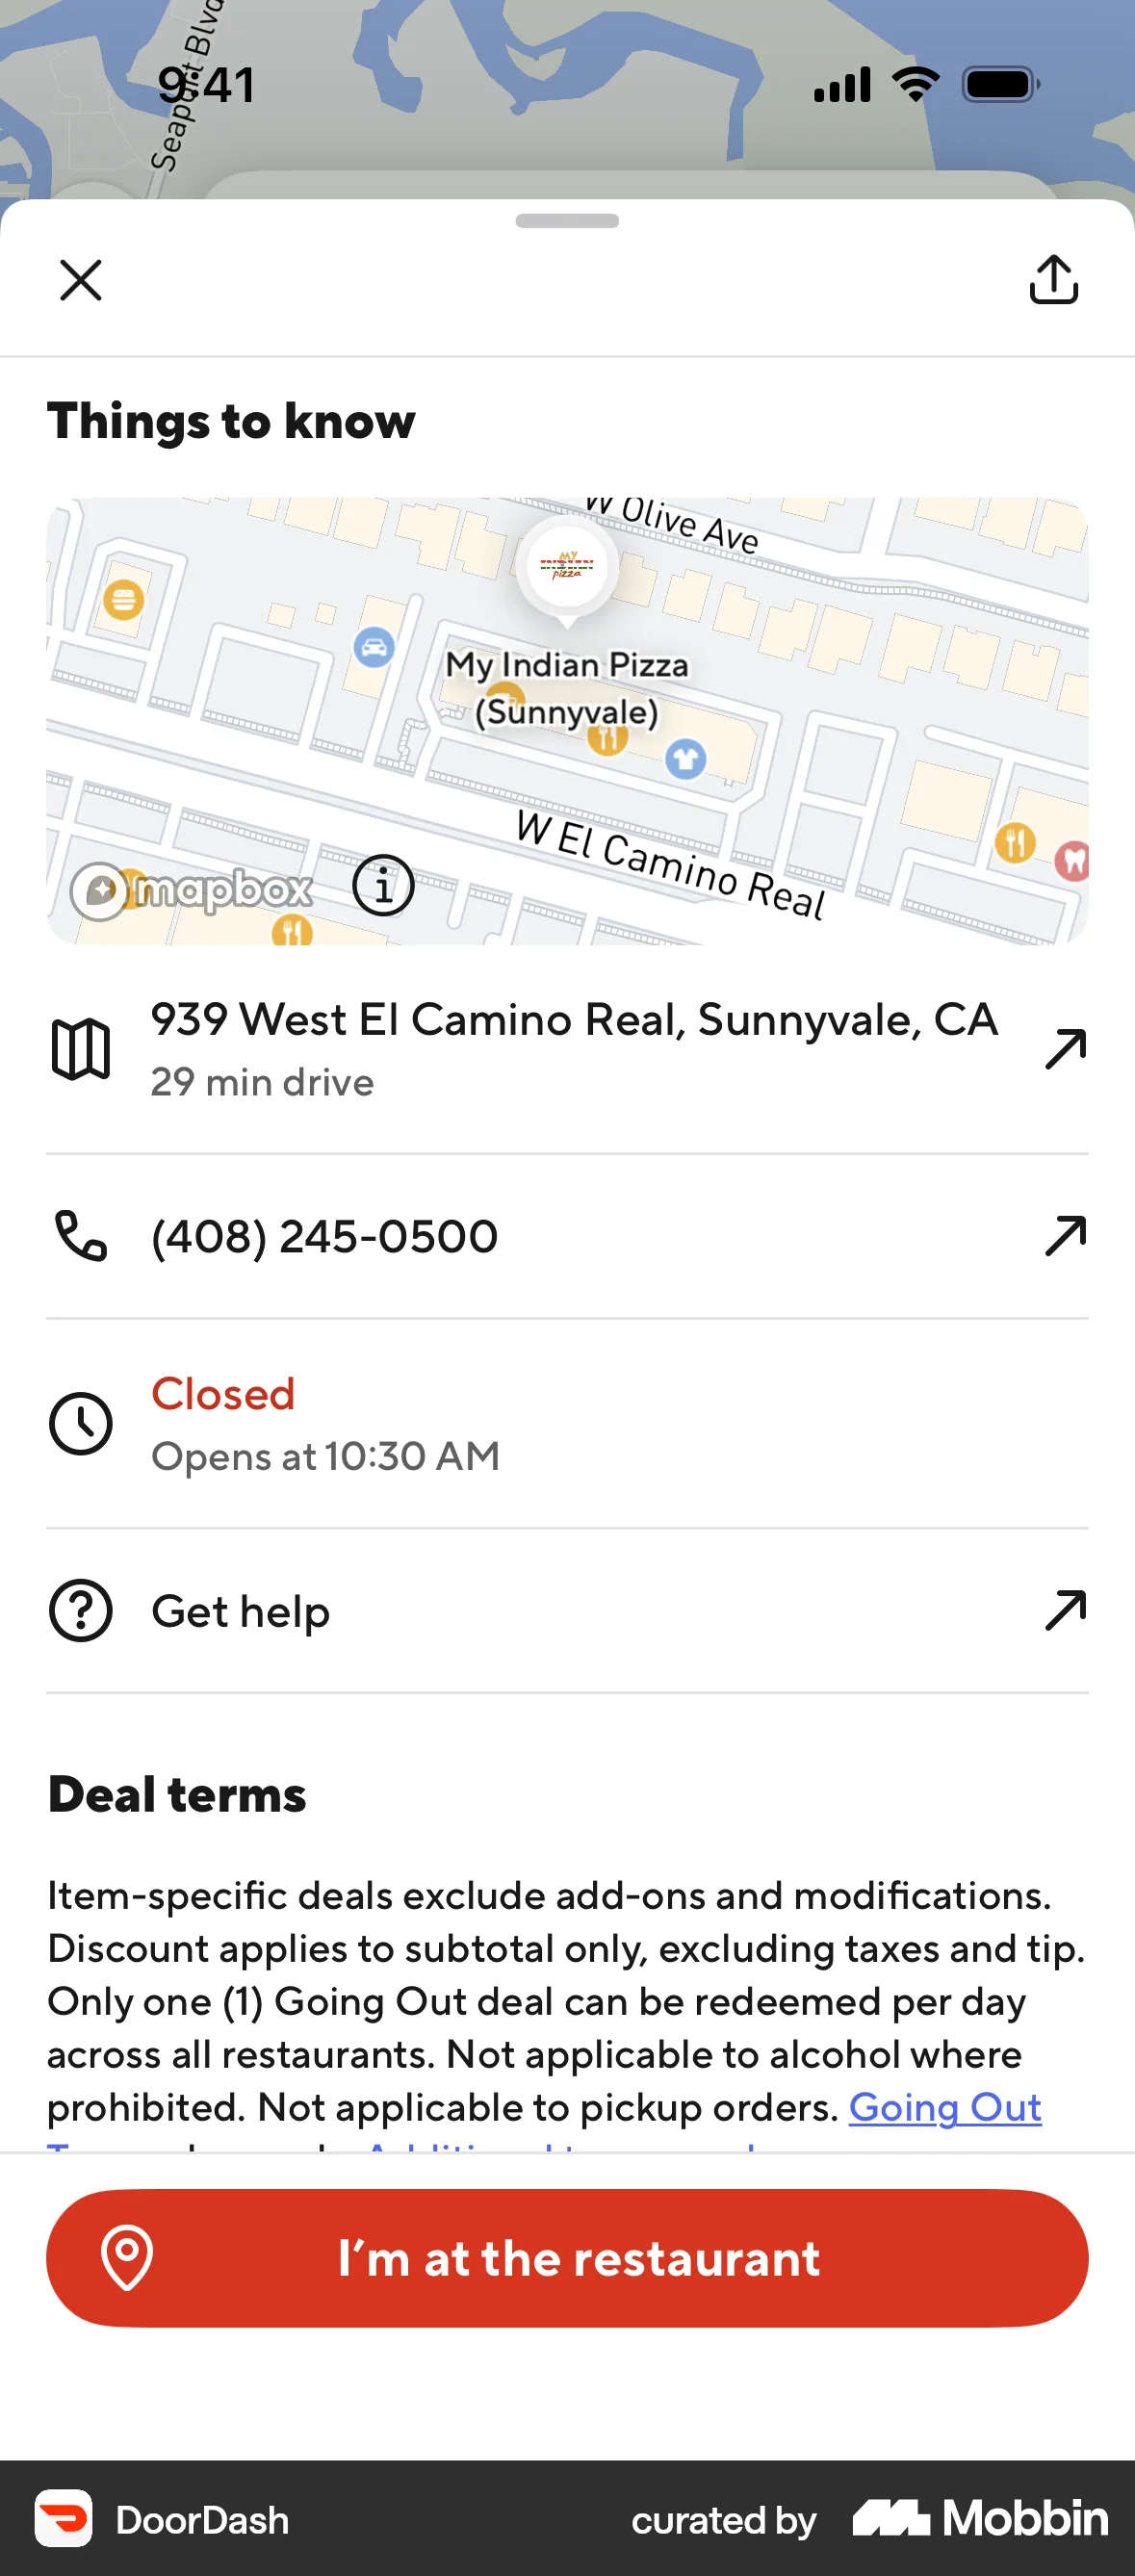 9:41
Seaport Blvd
Things to know
W Olive Ave
MY
pizza
My Indian Pizza
(Sunnyvale)
W El Camino Real
mapbox
939 West El Camino Real, Sunnyvale, CA
29 min drive
(408) 245-0500
Closed
Opens at 10:30 AM
Get help
Deal terms
Item-specific deals exclude add-ons and modifications.
Discount applies to subtotal only, excluding taxes and tip.
Only one (1) Going Out deal can be redeemed per day
across all restaurants. Not applicable to alcohol where
prohibited. Not applicable to pickup orders. Going Out
I'm at the restaurant
DoorDash
curated by Mobbin